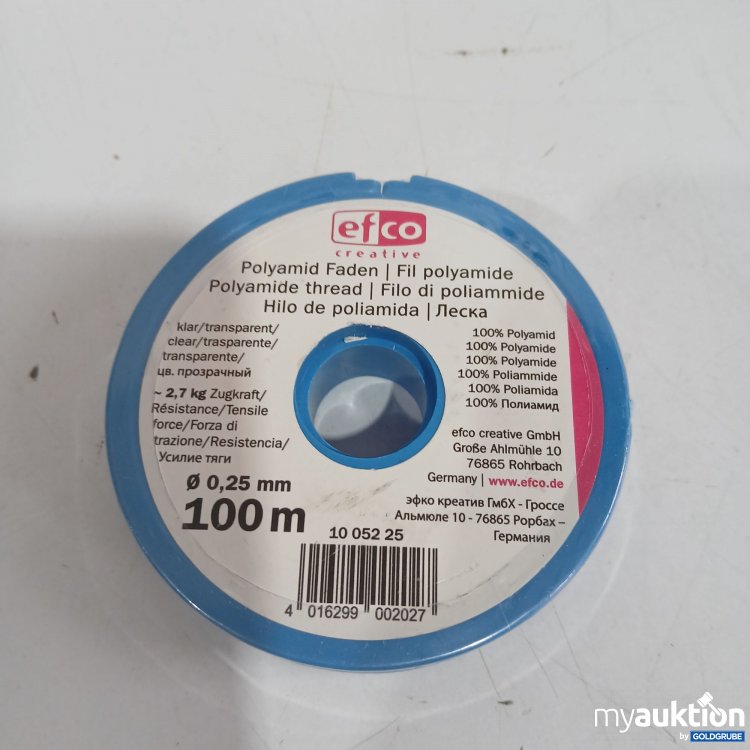 efco
creative
Polyamid Faden | Fil polyamide
Polyamide thread | Filo di poliammide
Hilo de poliamida | Леска
klar/transparent/
clear/trasparente/
transparente/
цв. прозрачный
~ 2,7 kg Zugkraft/
Résistance/Tensile
force/Forza di
trazione/Resistencia/
Усилие тяги
Ø 0,25 mm
100 m
100% Polyamid
100% Polyamide
100% Polyamide
100% Poliammide
100% Poliamida
100% Полиамид
efco creative GmbH
Große Ahlmühle 10
76865 Rohrbach
Germany | www.efco.de
эфко креатив ГмбХ - Гроссе
Альмюле 10 - 76865 Рорбах –
Германия
10 052 25
4 016299 002027
myauktion
by GOLDGRUBE